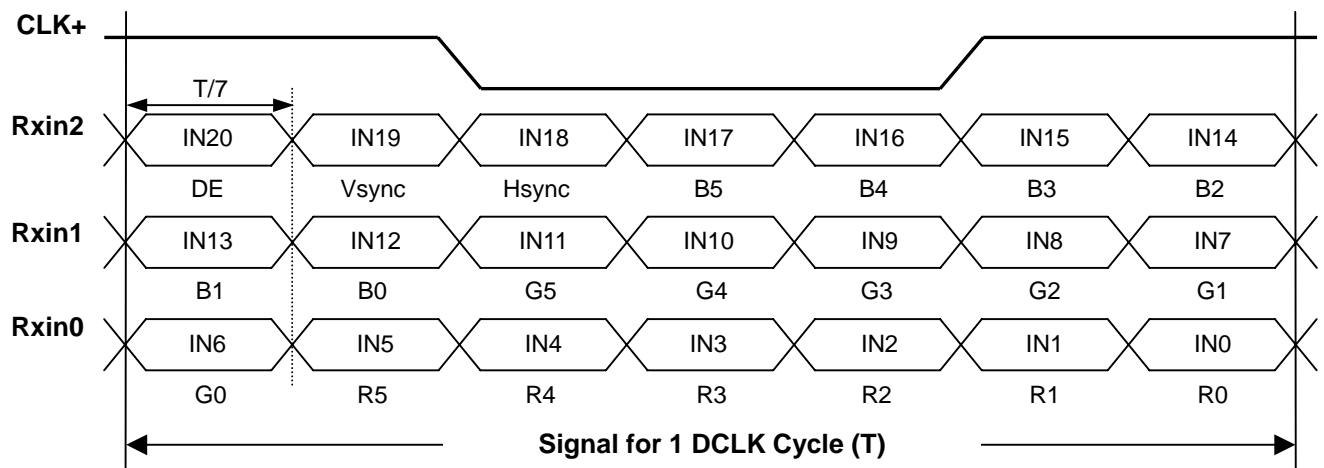 CLK+
T/7
Rxin2 IN20 IN19 IN18 IN17 IN16 IN15 IN14
DE Vsync Hsync B5 B4 B3 B2
Rxin1 IN13 IN12 IN11 IN10 IN9 IN8 IN7
B1 B0 G5 G4 G3 G2 G1
Rxin0 IN6 IN5 IN4 IN3 IN2 IN1 IN0
G0 R5 R4 R3 R2 R1 R0
Signal for 1 DCLK Cycle (T)